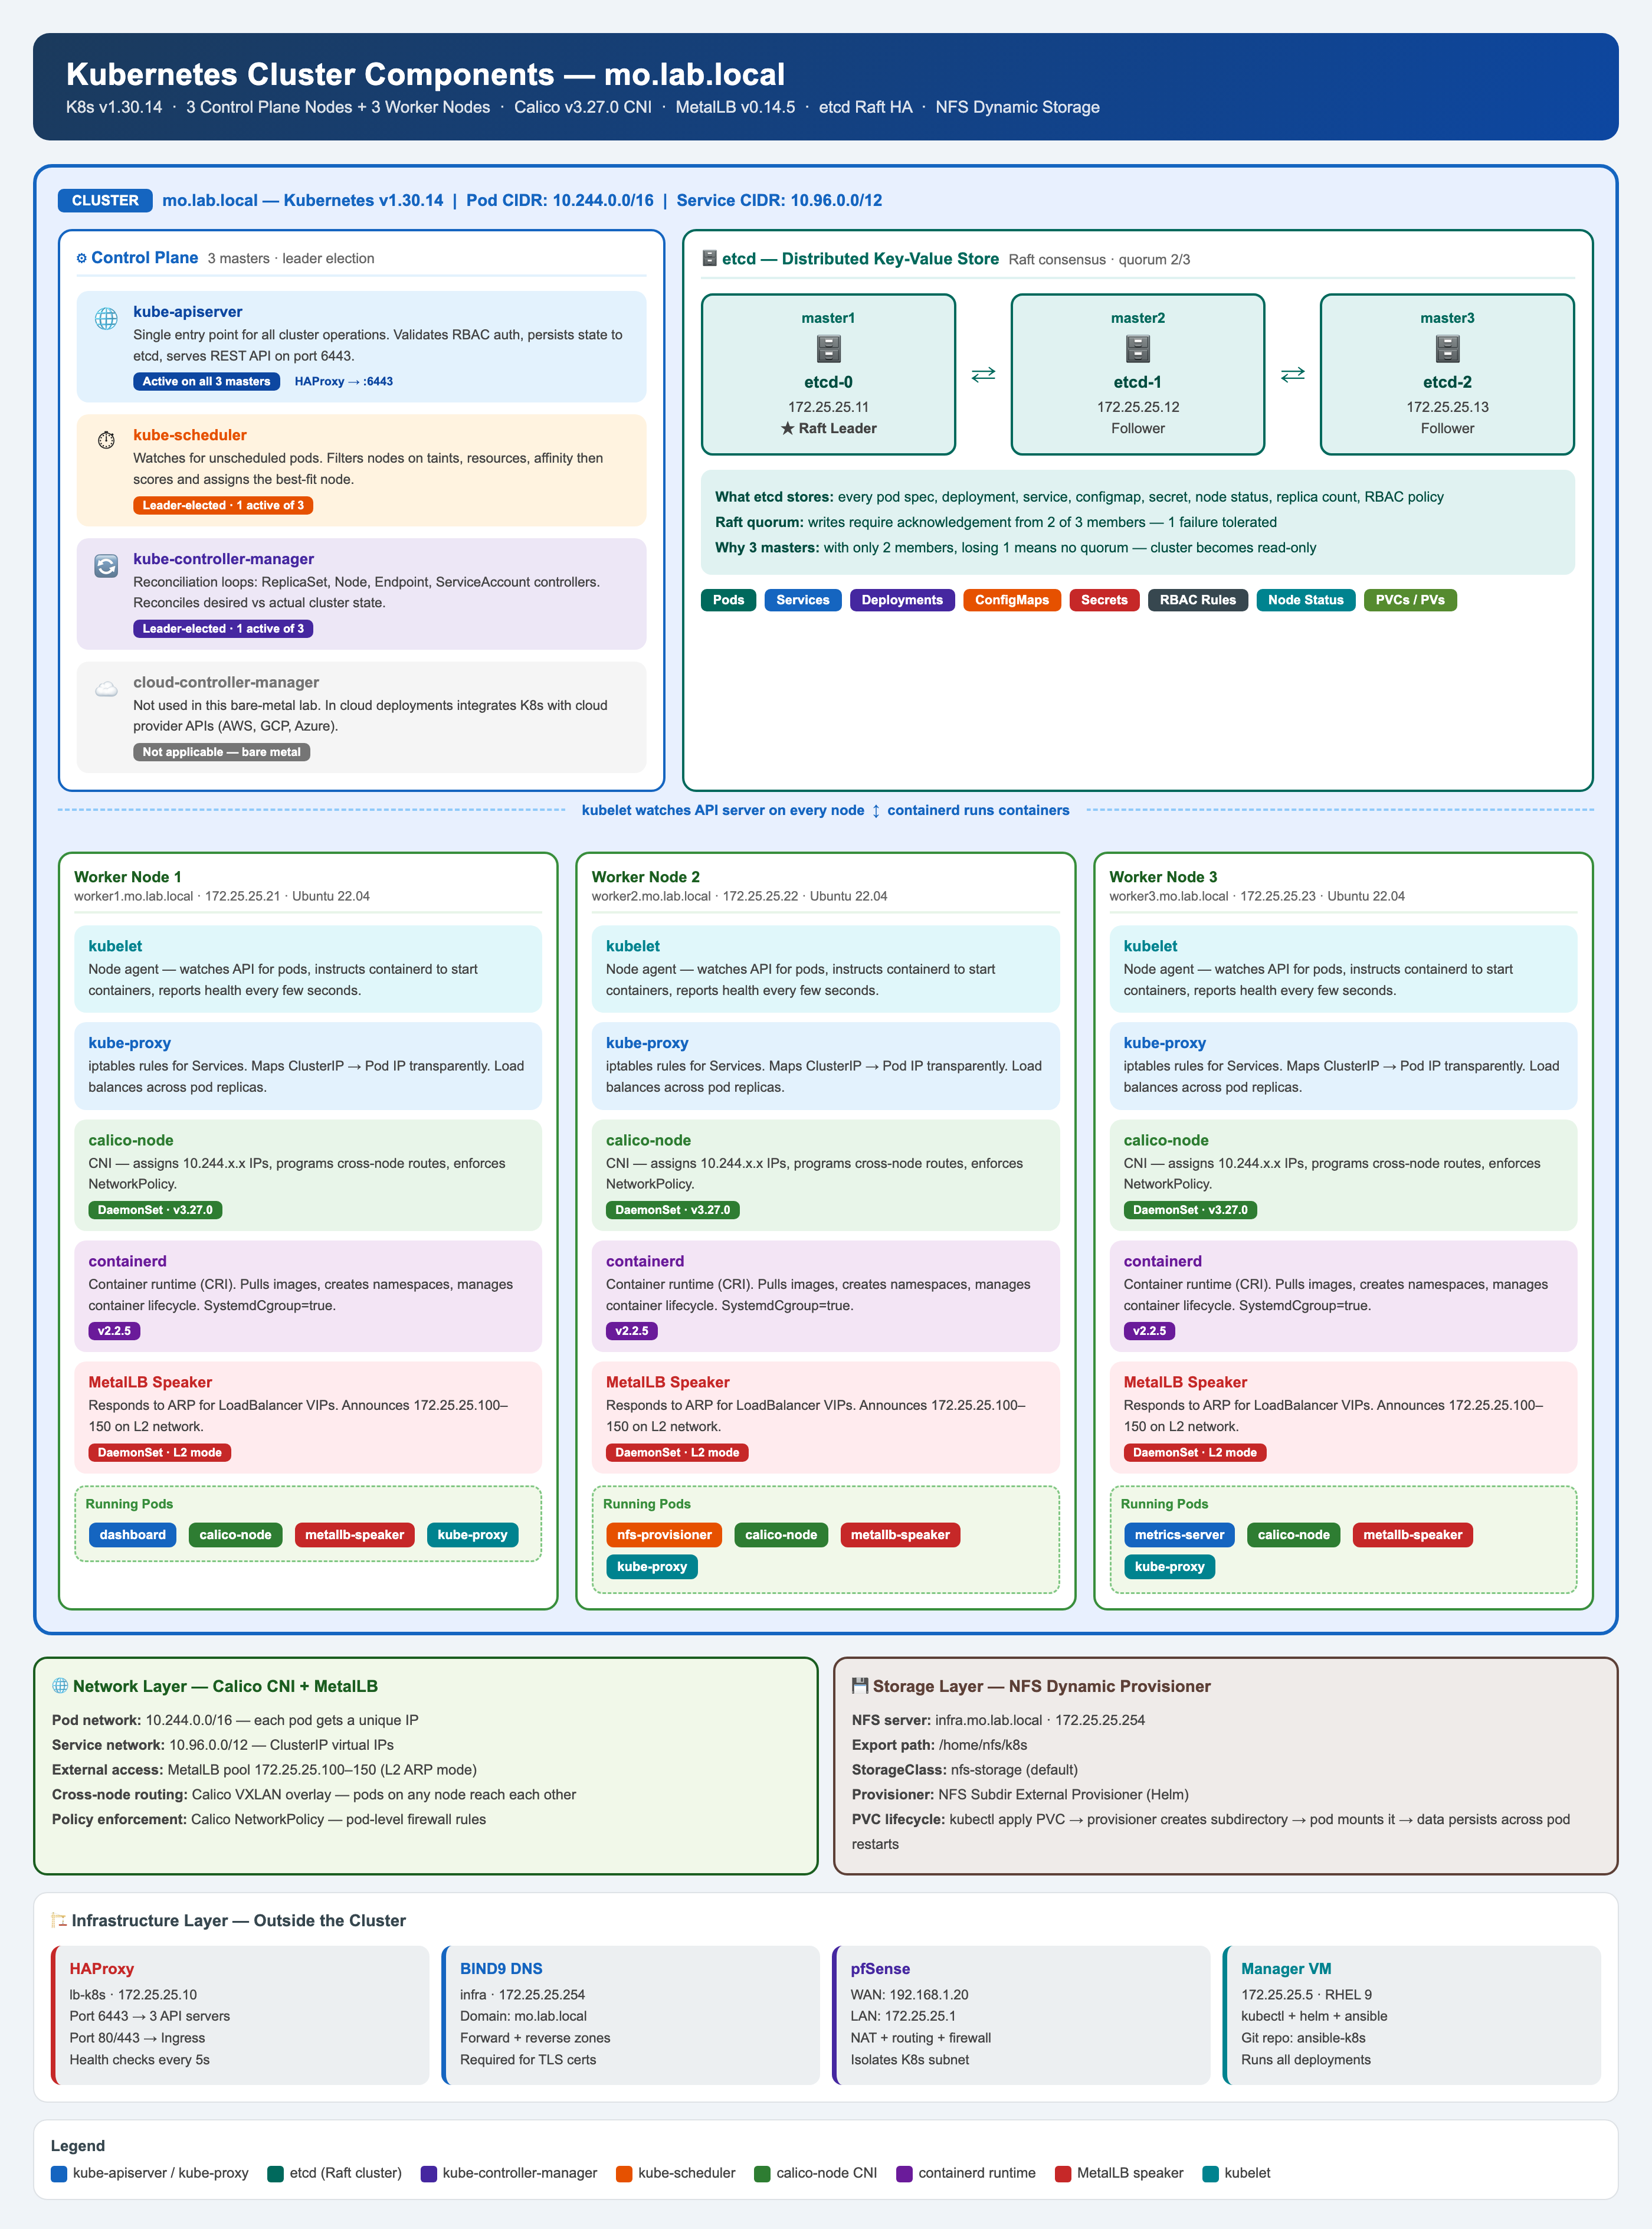 Kubernetes Cluster Components — mo.lab.local
K8s v1.30.14 · 3 Control Plane Nodes + 3 Worker Nodes · Calico v3.27.0 CNI · MetalLB v0.14.5 · etcd Raft HA · NFS Dynamic Storage
CLUSTER mo.lab.local — Kubernetes v1.30.14 | Pod CIDR: 10.244.0.0/16 | Service CIDR: 10.96.0.0/12
Control Plane 3 masters · leader election
kube-apiserver
Single entry point for all cluster operations. Validates RBAC auth, persists state to
etcd, serves REST API on port 6443.
Active on all 3 masters HAProxy → :6443
kube-scheduler
Watches for unscheduled pods. Filters nodes on taints, resources, affinity then
scores and assigns the best-fit node.
Leader-elected · 1 active of 3
kube-controller-manager
Reconciliation loops: ReplicaSet, Node, Endpoint, ServiceAccount controllers.
Reconciles desired vs actual cluster state.
Leader-elected · 1 active of 3
cloud-controller-manager
Not used in this bare-metal lab. In cloud deployments integrates K8s with cloud
provider APIs (AWS, GCP, Azure).
Not applicable — bare metal
etcd — Distributed Key-Value Store Raft consensus · quorum 2/3
master1
etcd-0
172.25.25.11
★ Raft Leader
⇄
master2
etcd-1
172.25.25.12
Follower
⇄
master3
etcd-2
172.25.25.13
Follower
What etcd stores: every pod spec, deployment, service, configmap, secret, node status, replica count, RBAC policy
Raft quorum: writes require acknowledgement from 2 of 3 members — 1 failure tolerated
Why 3 masters: with only 2 members, losing 1 means no quorum — cluster becomes read-only
Pods Services Deployments ConfigMaps Secrets RBAC Rules Node Status PVCs / PVs
kubelet watches API server on every node ↕ containerd runs containers
Worker Node 1
worker1.mo.lab.local · 172.25.25.21 · Ubuntu 22.04
kubelet
Node agent — watches API for pods, instructs containerd to start
containers, reports health every few seconds.
kube-proxy
iptables rules for Services. Maps ClusterIP → Pod IP transparently. Load
balances across pod replicas.
calico-node
CNI — assigns 10.244.x.x IPs, programs cross-node routes, enforces
NetworkPolicy.
DaemonSet · v3.27.0
containerd
Container runtime (CRI). Pulls images, creates namespaces, manages
container lifecycle. SystemdCgroup=true.
v2.2.5
MetalLB Speaker
Responds to ARP for LoadBalancer VIPs. Announces 172.25.25.100–
150 on L2 network.
DaemonSet · L2 mode
Running Pods
dashboard calico-node metallb-speaker kube-proxy
Worker Node 2
worker2.mo.lab.local · 172.25.25.22 · Ubuntu 22.04
kubelet
Node agent — watches API for pods, instructs containerd to start
containers, reports health every few seconds.
kube-proxy
iptables rules for Services. Maps ClusterIP → Pod IP transparently. Load
balances across pod replicas.
calico-node
CNI — assigns 10.244.x.x IPs, programs cross-node routes, enforces
NetworkPolicy.
DaemonSet · v3.27.0
containerd
Container runtime (CRI). Pulls images, creates namespaces, manages
container lifecycle. SystemdCgroup=true.
v2.2.5
MetalLB Speaker
Responds to ARP for LoadBalancer VIPs. Announces 172.25.25.100–
150 on L2 network.
DaemonSet · L2 mode
Running Pods
nfs-provisioner calico-node metallb-speaker
kube-proxy
Worker Node 3
worker3.mo.lab.local · 172.25.25.23 · Ubuntu 22.04
kubelet
Node agent — watches API for pods, instructs containerd to start
containers, reports health every few seconds.
kube-proxy
iptables rules for Services. Maps ClusterIP → Pod IP transparently. Load
balances across pod replicas.
calico-node
CNI — assigns 10.244.x.x IPs, programs cross-node routes, enforces
NetworkPolicy.
DaemonSet · v3.27.0
containerd
Container runtime (CRI). Pulls images, creates namespaces, manages
container lifecycle. SystemdCgroup=true.
v2.2.5
MetalLB Speaker
Responds to ARP for LoadBalancer VIPs. Announces 172.25.25.100–
150 on L2 network.
DaemonSet · L2 mode
Running Pods
metrics-server calico-node metallb-speaker
kube-proxy
Network Layer — Calico CNI + MetalLB
Pod network: 10.244.0.0/16 — each pod gets a unique IP
Service network: 10.96.0.0/12 — ClusterIP virtual IPs
External access: MetalLB pool 172.25.25.100–150 (L2 ARP mode)
Cross-node routing: Calico VXLAN overlay — pods on any node reach each other
Policy enforcement: Calico NetworkPolicy — pod-level firewall rules
Storage Layer — NFS Dynamic Provisioner
NFS server: infra.mo.lab.local · 172.25.25.254
Export path: /home/nfs/k8s
StorageClass: nfs-storage (default)
Provisioner: NFS Subdir External Provisioner (Helm)
PVC lifecycle: kubectl apply PVC → provisioner creates subdirectory → pod mounts it → data persists across pod
restarts
Infrastructure Layer — Outside the Cluster
HAProxy
lb-k8s · 172.25.25.10
Port 6443 → 3 API servers
Port 80/443 → Ingress
Health checks every 5s
BIND9 DNS
infra · 172.25.25.254
Domain: mo.lab.local
Forward + reverse zones
Required for TLS certs
pfSense
WAN: 192.168.1.20
LAN: 172.25.25.1
NAT + routing + firewall
Isolates K8s subnet
Manager VM
172.25.25.5 · RHEL 9
kubectl + helm + ansible
Git repo: ansible-k8s
Runs all deployments
Legend
kube-apiserver / kube-proxy etcd (Raft cluster) kube-controller-manager kube-scheduler calico-node CNI containerd runtime MetalLB speaker kubelet